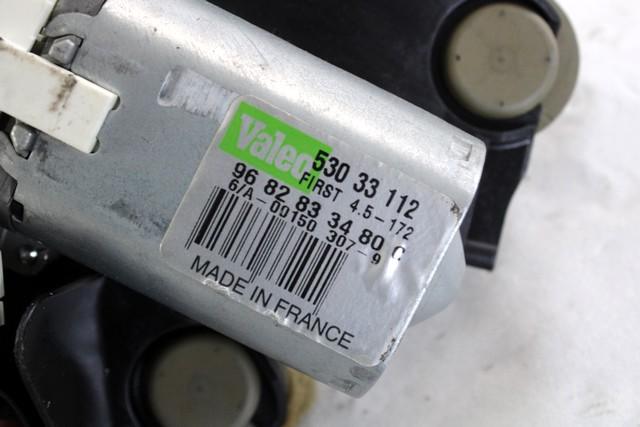 Valeo
530 33 112
FIRST 4.5-172
96 82 83 34 80 C
6/A-00150 307-9
MADE IN FRANCE